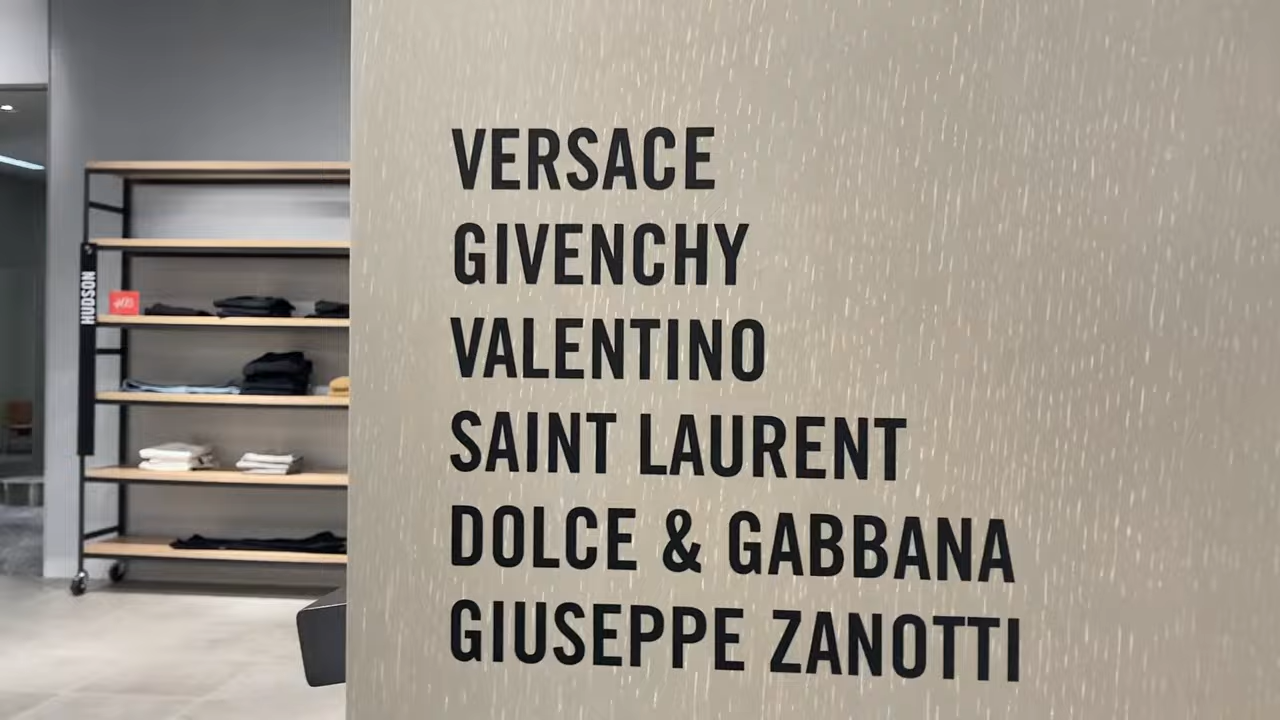 HUDSON
VERSACE
GIVENCHY
VALENTINO
SAINT LAURENT
DOLCE & GABBANA
GIUSEPPE ZANOTTI